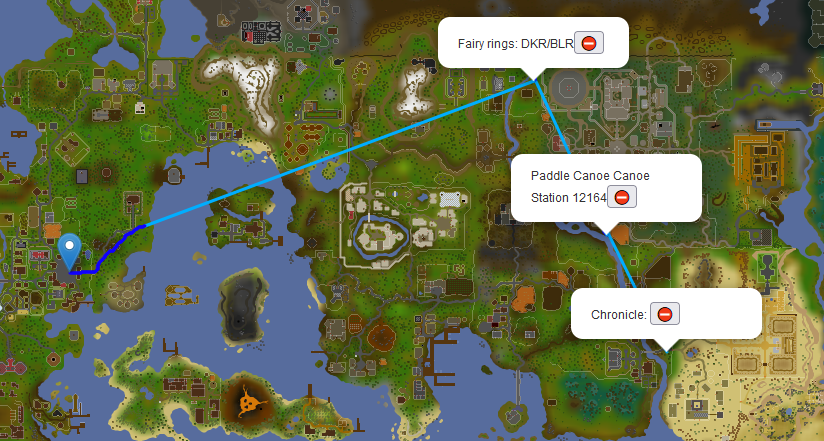 Fairy rings: DKR/BLR
Paddle Canoe Canoe
Station 12164
Chronicle: